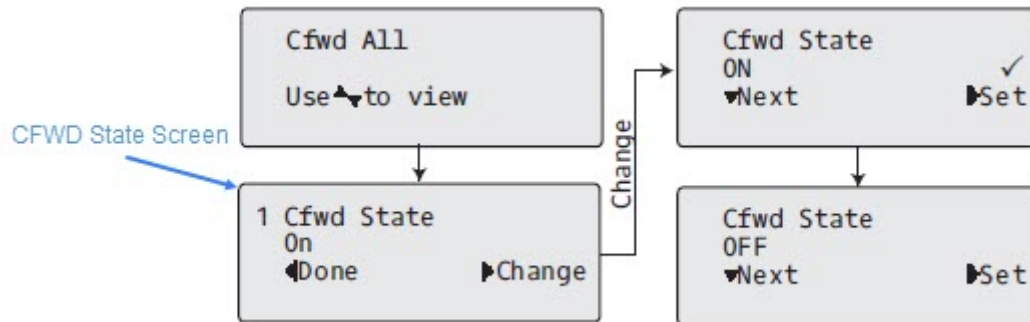 Cfwd All
Use to view
CFWD State Screen
1 Cfwd State
On
Done Change
Change
Cfwd State
ON ✓
Next Set
Cfwd State
OFF
Next Set